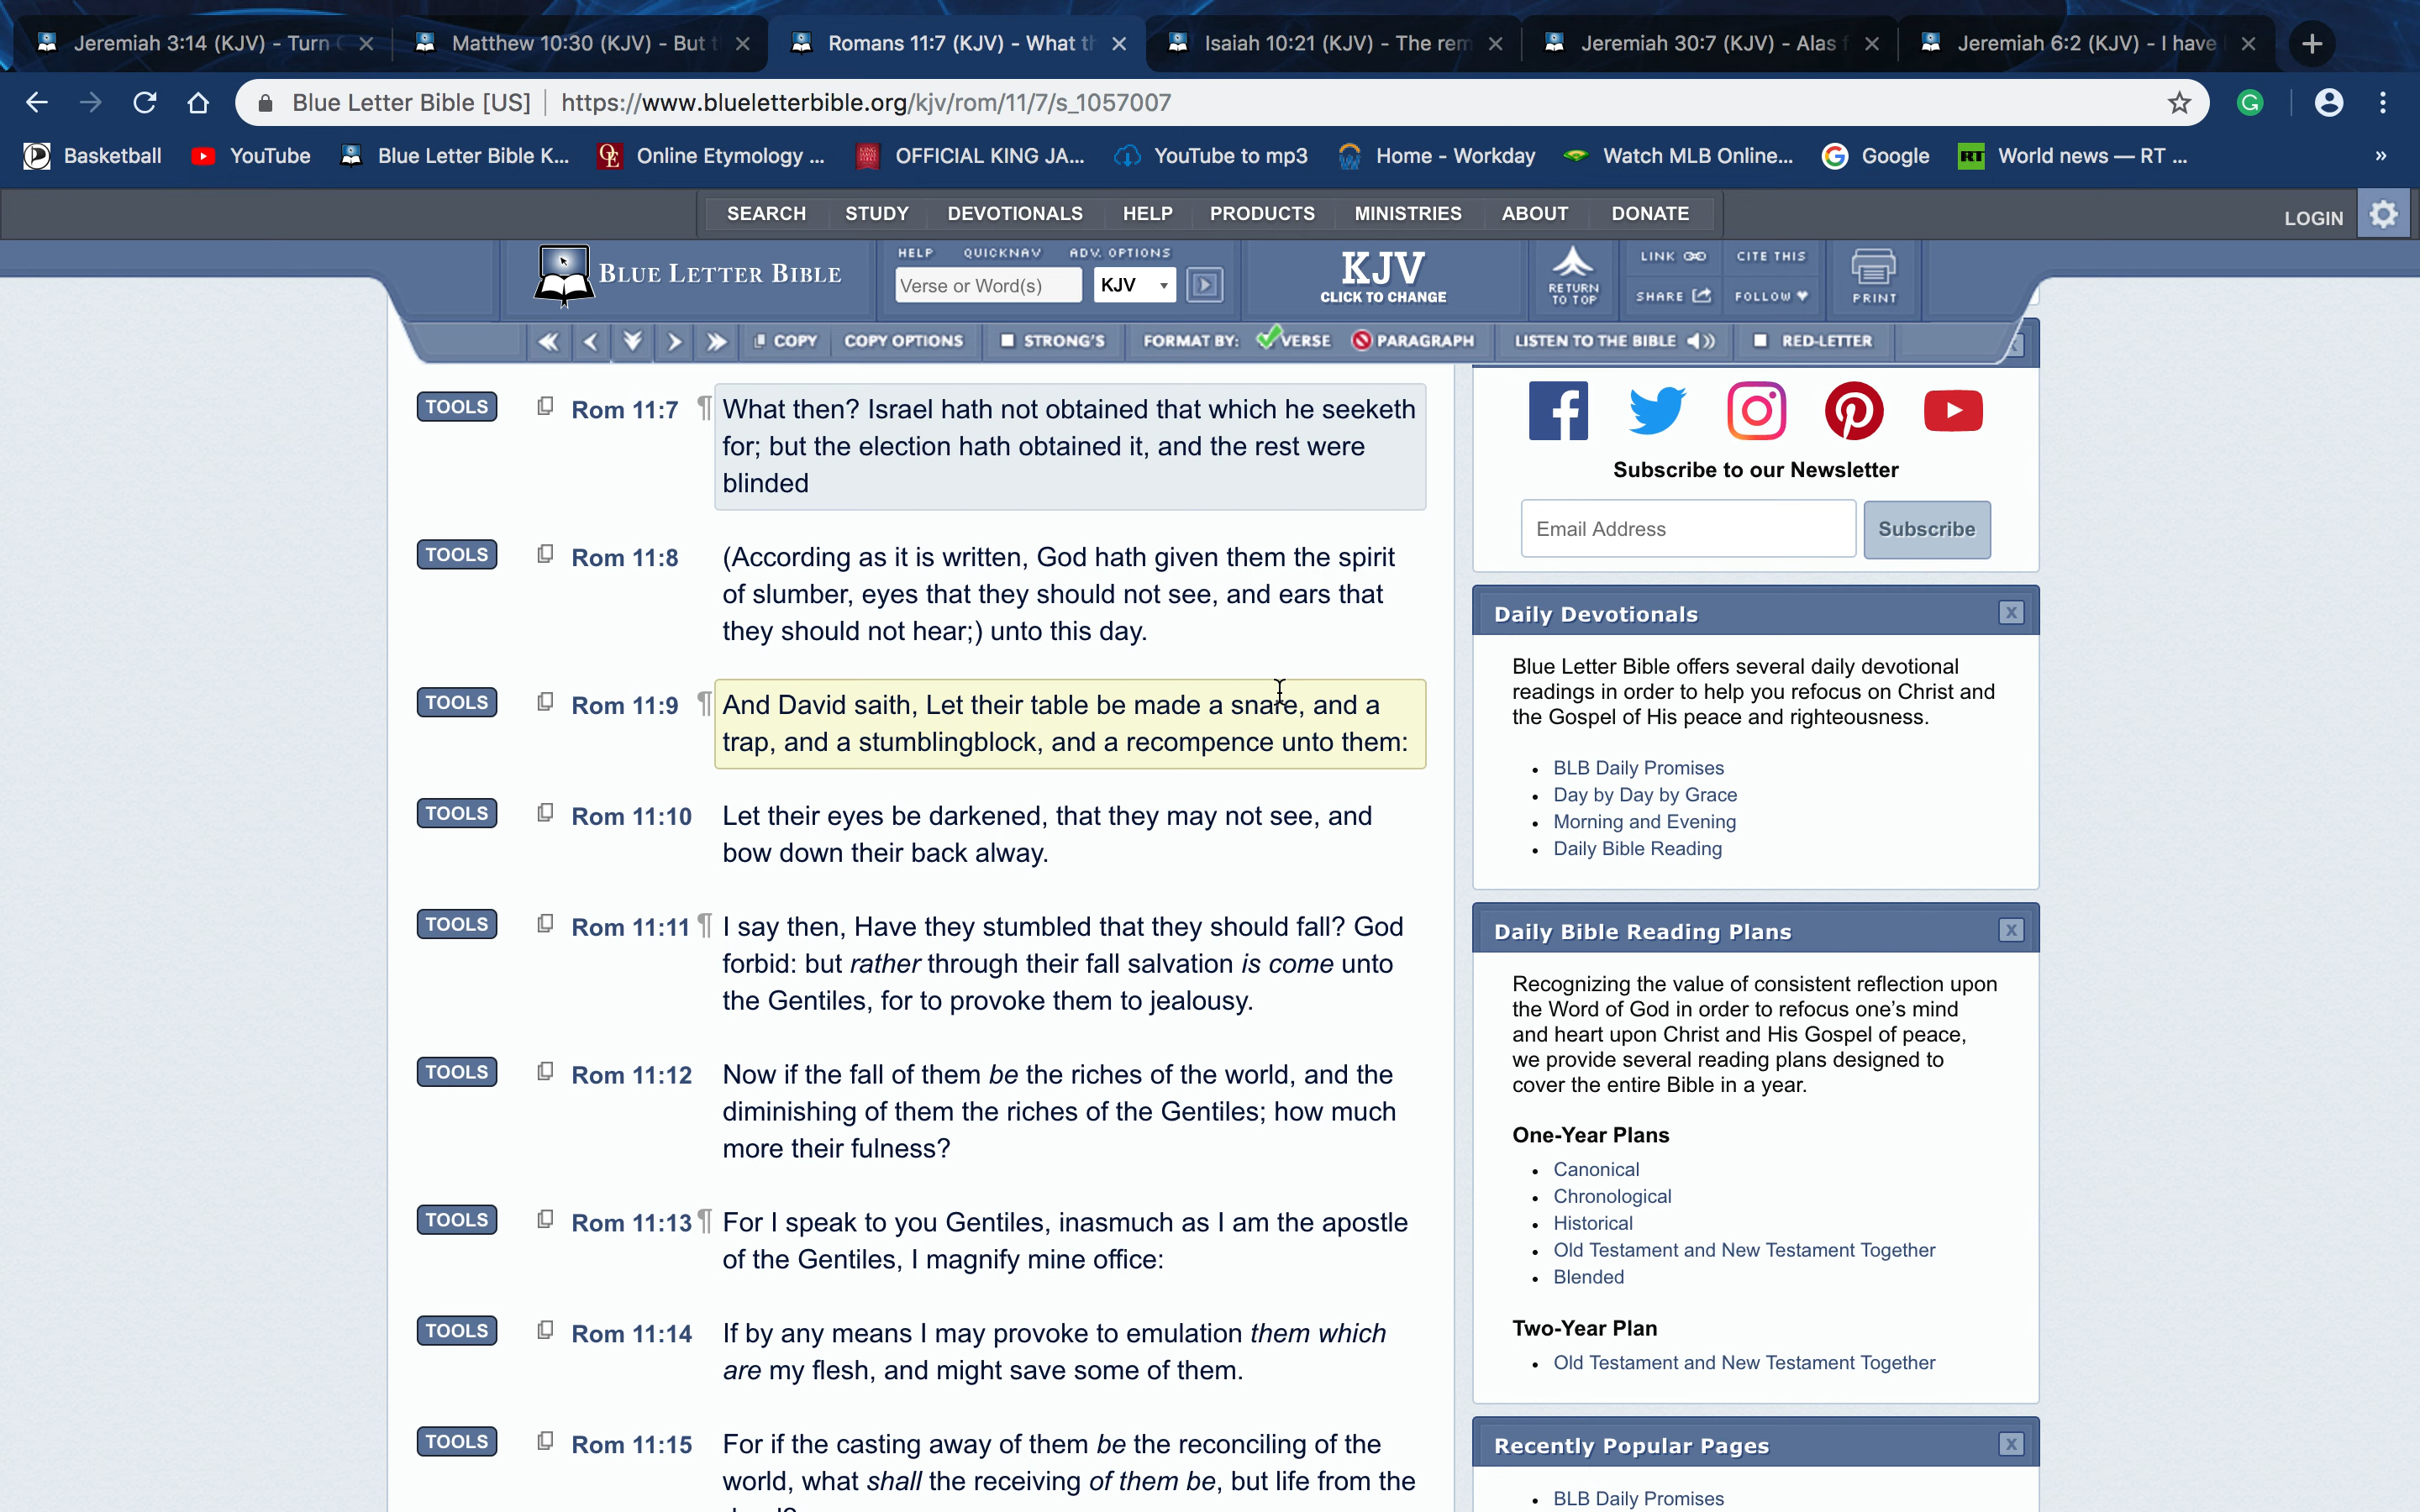 Jeremiah 3:14 (KJV) - Turn
Matthew 10:30 (KJV) - But t
Romans 11:7 (KJV) - What th
Isaiah 10:21 (KJV) - The rem
Jeremiah 30:7 (KJV) - Alas f
Jeremiah 6:2 (KJV) - I have
Blue Letter Bible [US] | https://www.blueletterbible.org/kjv/rom/11/7/s_1057007
Basketball
YouTube
Blue Letter Bible K...
Online Etymology ...
OFFICIAL KING JA...
YouTube to mp3
Home - Workday
Watch MLB Online...
Google
RT World news — RT ...
»
SEARCH STUDY DEVOTIONALS HELP PRODUCTS MINISTRIES ABOUT DONATE
LOGIN
BLUE LETTER BIBLE
HELP QUICKNAV ADV. OPTIONS
Verse or Word(s)
KJV
KJV
CLICK TO CHANGE
RETURN
TO TOP
LINK
CITE THIS
SHARE
FOLLOW
PRINT
COPY COPY OPTIONS STRONG'S FORMAT BY: VERSE PARAGRAPH LISTEN TO THE BIBLE RED-LETTER
TOOLS Rom 11:7 ¶ What then? Israel hath not obtained that which he seeketh
for; but the election hath obtained it, and the rest were
blinded
TOOLS Rom 11:8 (According as it is written, God hath given them the spirit
of slumber, eyes that they should not see, and ears that
they should not hear;) unto this day.
TOOLS Rom 11:9 ¶ And David saith, Let their table be made a snare, and a
trap, and a stumblingblock, and a recompence unto them:
TOOLS Rom 11:10 Let their eyes be darkened, that they may not see, and
bow down their back alway.
TOOLS Rom 11:11 ¶ I say then, Have they stumbled that they should fall? God
forbid: but rather through their fall salvation is come unto
the Gentiles, for to provoke them to jealousy.
TOOLS Rom 11:12 Now if the fall of them be the riches of the world, and the
diminishing of them the riches of the Gentiles; how much
more their fulness?
TOOLS Rom 11:13 ¶ For I speak to you Gentiles, inasmuch as I am the apostle
of the Gentiles, I magnify mine office:
TOOLS Rom 11:14 If by any means I may provoke to emulation them which
are my flesh, and might save some of them.
TOOLS Rom 11:15 For if the casting away of them be the reconciling of the
world, what shall the receiving of them be, but life from the
Subscribe to our Newsletter
Email Address
Subscribe
Daily Devotionals
x
Blue Letter Bible offers several daily devotional
readings in order to help you refocus on Christ and
the Gospel of His peace and righteousness.
• BLB Daily Promises
• Day by Day by Grace
• Morning and Evening
• Daily Bible Reading
Daily Bible Reading Plans
x
Recognizing the value of consistent reflection upon
the Word of God in order to refocus one's mind
and heart upon Christ and His Gospel of peace,
we provide several reading plans designed to
cover the entire Bible in a year.
One-Year Plans
• Canonical
• Chronological
• Historical
• Old Testament and New Testament Together
• Blended
Two-Year Plan
• Old Testament and New Testament Together
Recently Popular Pages
x
• BLB Daily Promises